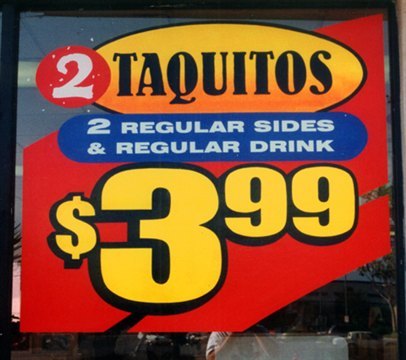 2 TAQUITOS
2 REGULAR SIDES
& REGULAR DRINK
$3.99